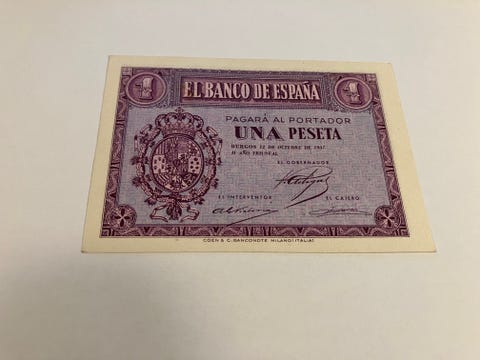 1 1
EL BANCO DE ESPAÑA
PAGARÁ AL PORTADOR
UNA PESETA
BURGOS 12 DE OCTUBRE DE 1937
II AÑO TRIUNFAL
EL GOBERNADOR
EL INTERVENTOR EL CAJERO
COEN & C. BANCONOTE MILANO (ITALIA)